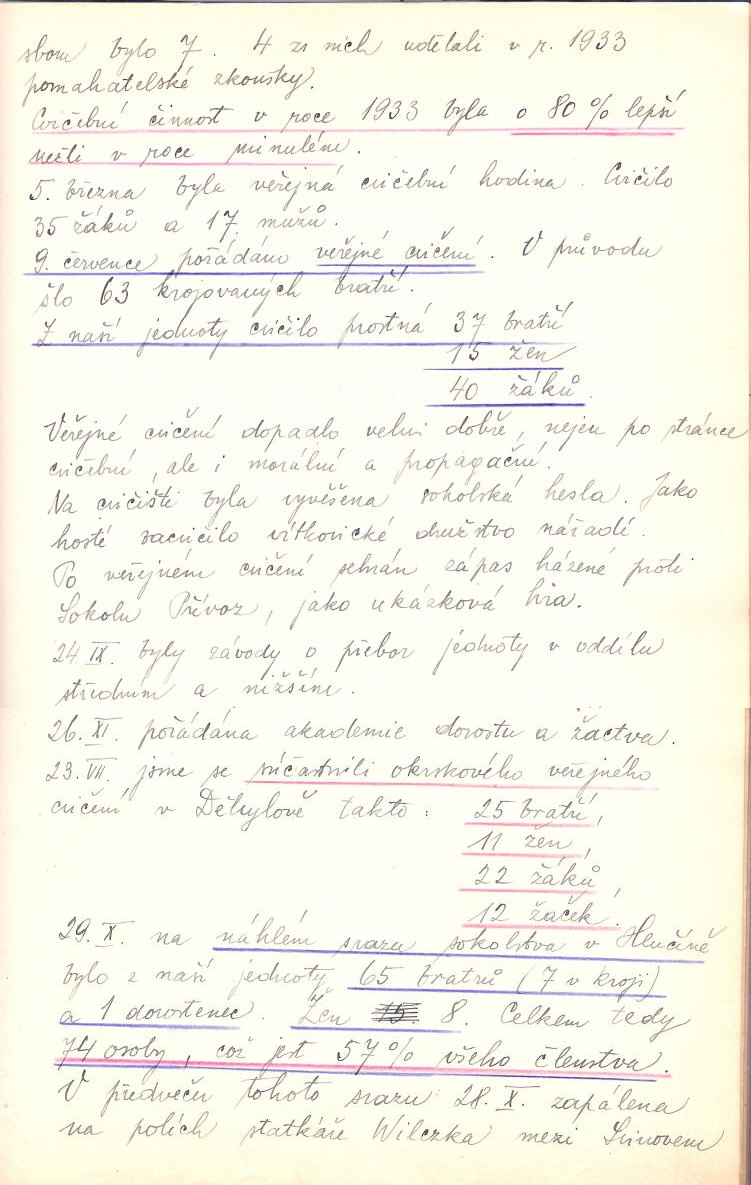 sboru bylo 7. 4 z nich udělali v r. 1933
pomahatelské zkoušky.
Cvičební činnost v roce 1933 byla o 80% lepší
nežli v roce minulém.
5. března byla veřejná cvičební hodina. Cvičilo
35 žáků a 17 mužů.
9. července pořádáno veřejné cvičení. V průvodu
šlo 63 krojovaných bratří.
Z naší jednoty cvičilo prostná 37 bratří
15 žen
40 žáků.
Veřejné cvičení dopadlo velmi dobře, nejen po stránce
cvičební, ale i morální a propagační.
Na cvičišti byla vyvěšena sokolská hesla. Jako
hosté zacvičilo vítkovické družstvo nářadí.
Po veřejném cvičení sehrán zápas házené proti
Sokolu Přívoz, jako ukázková hra.
24. IX. byly závody o přebor jednoty v oddílu
středním a nižším.
26. XI. pořádána akademie dorostu a žactva.
23. VII. jsme se súčastnili okrskového veřejného
cvičení v Děhylově takto:
25 bratří,
11 žen,
22 žáků,
12 žaček.
29. X. na náhlém srazu sokolstva v Hlučíně
bylo z naší jednoty 65 bratrů (7 v kroji)
a 1 dorostenec. Žen 15. 8. Celkem tedy
74 osoby, což jest 57% všeho členstva.
V předvečer tohoto srazu 28. X. zapálena
na polích statkáře Wilczka mezi